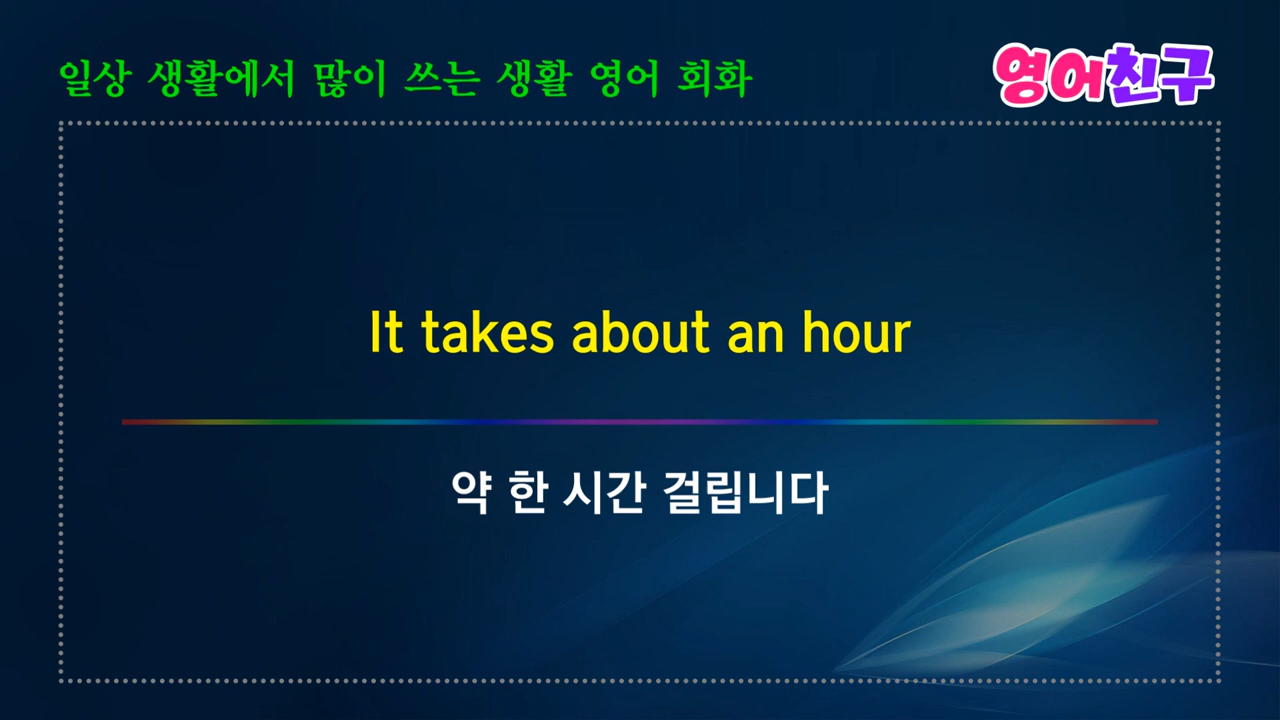 일상 생활에서 많이 쓰는 생활 영어 회화
영어친구
It takes about an hour
약 한 시간 걸립니다